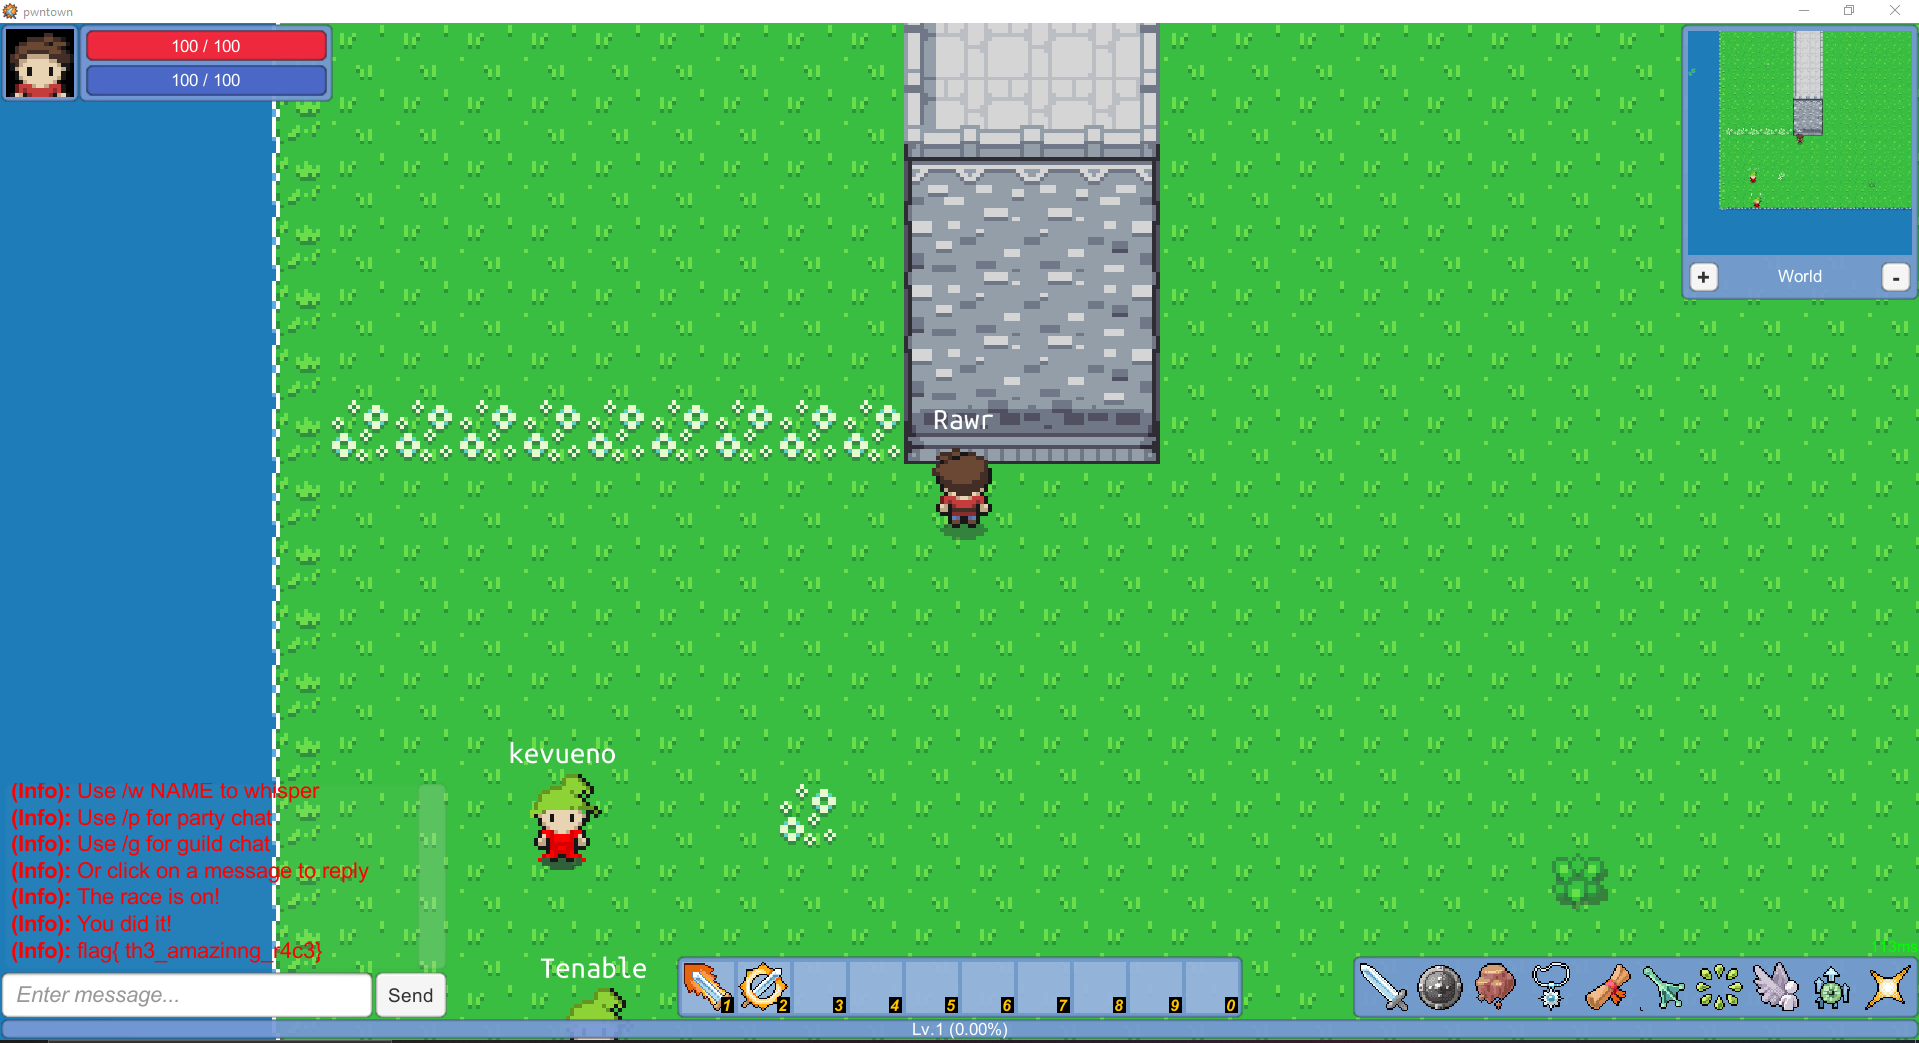 pwntown
100 / 100
100 / 100
+ World -
Rawr
kevueno
(Info): Use /w NAME to whisper
(Info): Use /p for party chat
(Info): Use /g for guild chat
(Info): Or click on a message to reply
(Info): The race is on!
(Info): You did it!
(Info): flag{ th3_amazinng_r4c3}
113ms
Tenable
Enter message... Send
1 2 3 4 5 6 7 8 9 0
Lv.1 (0.00%)